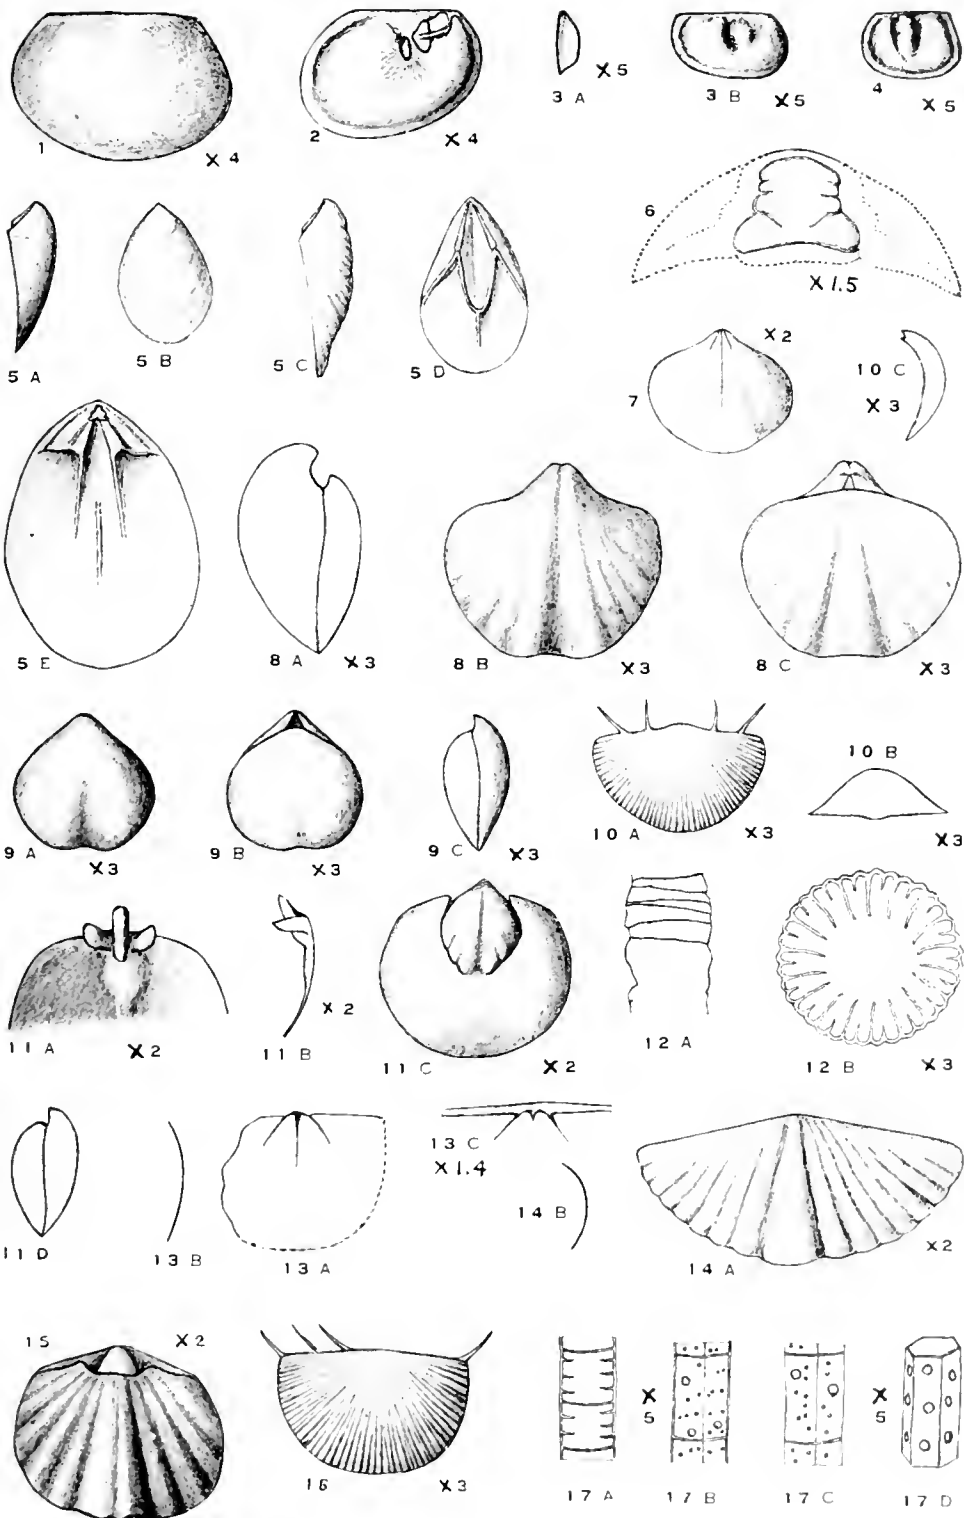 1
× 4
2
× 4
3 A
× 5
3 B
× 5
4
× 5
5 A
5 B
5 C
5 D
6
× 1.5
7
× 2
10 C
× 3
5 E
8 A
× 3
8 B
× 3
8 C
× 3
9 A
× 3
9 B
× 3
9 C
× 3
10 A
× 3
10 B
× 3
11 A
× 2
11 B
× 2
11 C
× 2
12 A
12 B
× 3
11 D
13 B
13 A
13 C
× 1.4
14 B
14 A
× 2
15
× 2
16
× 3
17 A
× 5
17 B
17 C
× 5
17 D